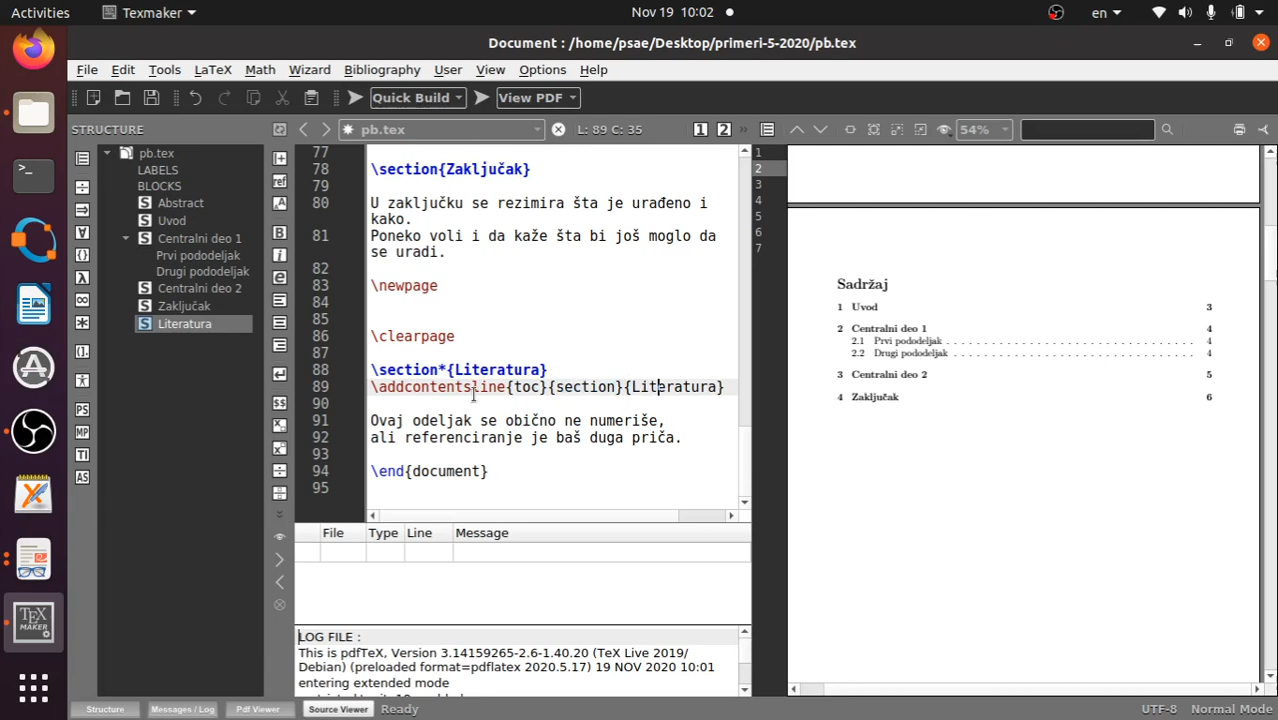 Activities Texmaker Nov 19 10:02 en
Document : /home/psae/Desktop/primeri-5-2020/pb.tex
File Edit Tools LaTeX Math Wizard Bibliography User View Options Help
Quick Build View PDF
STRUCTURE pb.tex L: 89 C: 35 1 2 » 54%
pb.tex
LABELS
BLOCKS
Abstract
Uvod
Centralni deo 1
Prvi pododeljak
Drugi pododeljak
Centralni deo 2
Zaključak
Literatura
PS
MP
TI
AS
ref
77
78 \section{Zaključak}
79
80 U zaključku se rezimira šta je urađeno i
kako.
81 Poneko voli i da kaže šta bi još moglo da
se uradi.
82
83 \newpage
84
85
86 \clearpage
87
88 \section*{Literatura}
89 \addcontentsline{toc}{section}{Literatura}
90
91 Ovaj odeljak se obično ne numeriše,
92 ali referenciranje je baš duga priča.
93
94 \end{document}
95
File Type Line Message
LOG FILE :
This is pdfTeX, Version 3.14159265-2.6-1.40.20 (TeX Live 2019/
Debian) (preloaded format=pdflatex 2020.5.17) 19 NOV 2020 10:01
entering extended mode
1
2
3
4
5
6
7
Sadržaj
1 Uvod 3
2 Centralni deo 1 4
2.1 Prvi pododeljak . . . . . . . . . . . . . . . . . . . . 4
2.2 Drugi pododeljak . . . . . . . . . . . . . . . . . . . 4
3 Centralni deo 2 5
4 Zaključak 6
TEX
MAKER
Structure Messages / Log Pdf Viewer Source Viewer Ready UTF-8 Normal Mode